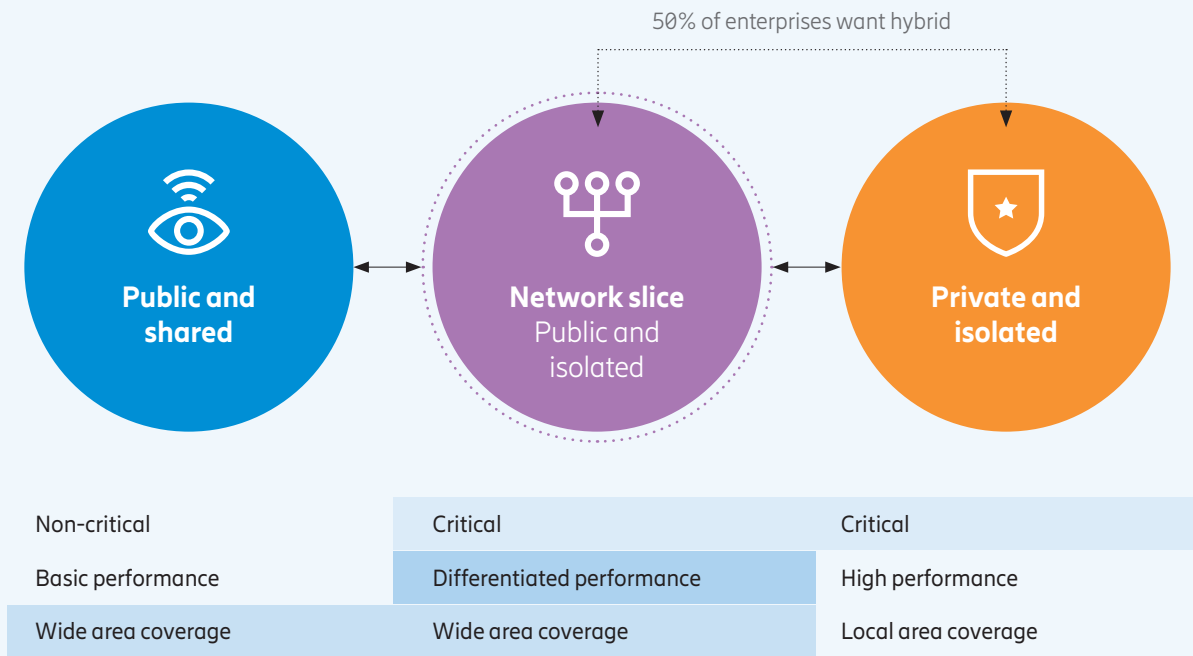 50% of enterprises want hybrid
Public and
shared
Network slice
Public and
isolated
Private and
isolated
Non-critical
Critical
Critical
Basic performance
Differentiated performance
High performance
Wide area coverage
Wide area coverage
Local area coverage